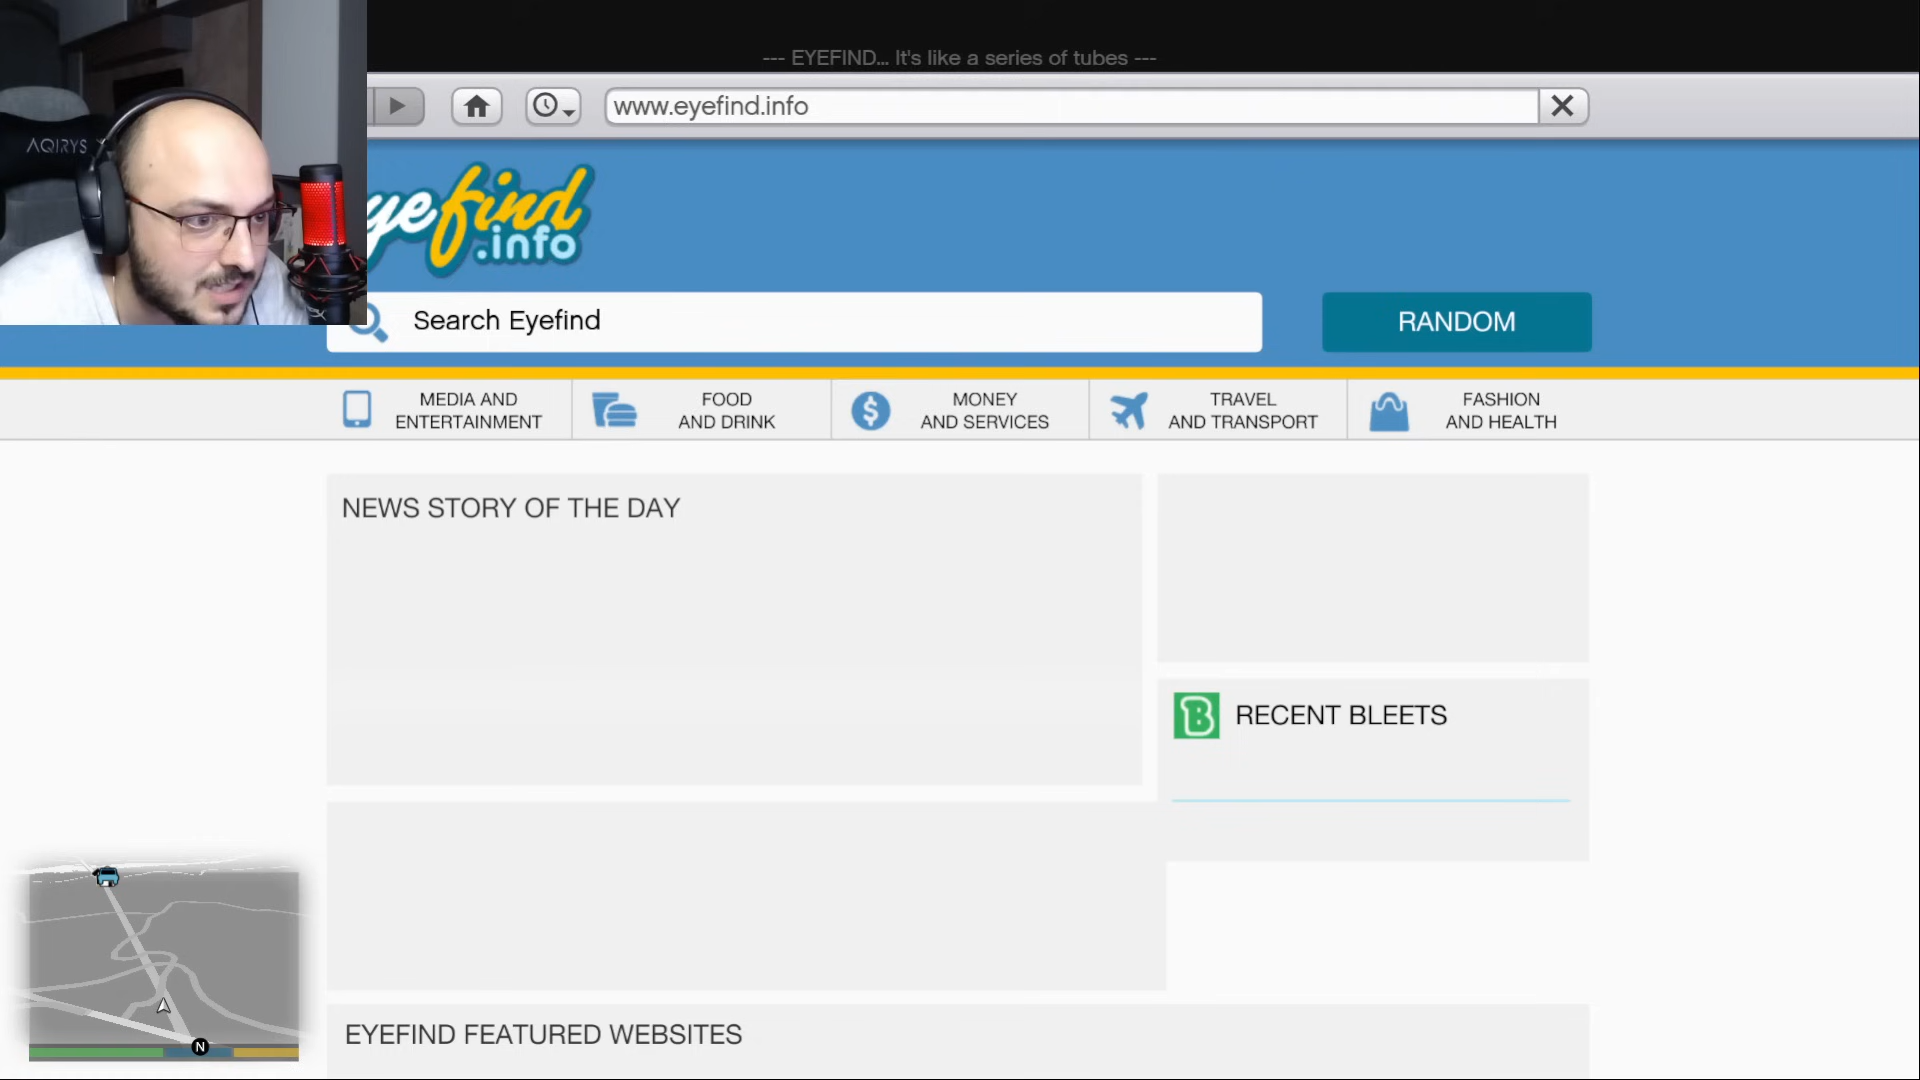 --- EYEFIND... It's like a series of tubes ---
www.eyefind.info
AQIRYS
yefind
.info
Search Eyefind
RANDOM
MEDIA AND
ENTERTAINMENT
FOOD
AND DRINK
MONEY
AND SERVICES
TRAVEL
AND TRANSPORT
FASHION
AND HEALTH
NEWS STORY OF THE DAY
B
RECENT BLEETS
N
EYEFIND FEATURED WEBSITES